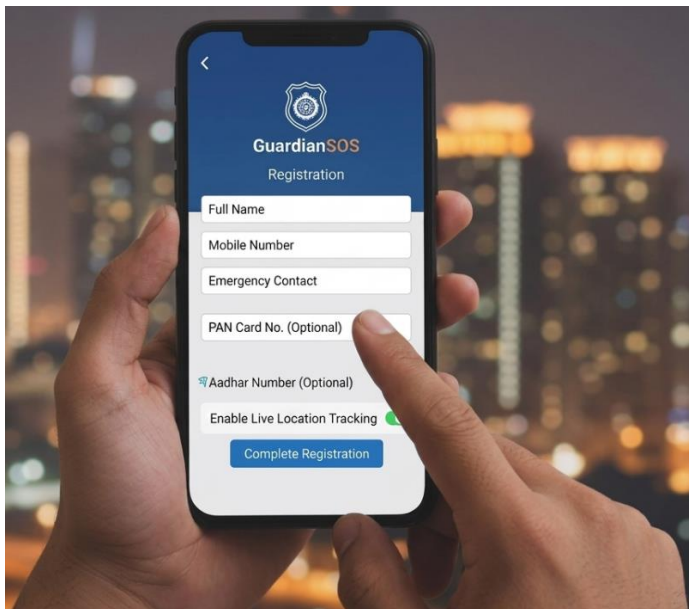 GuardianSOS
Registration
Full Name
Mobile Number
Emergency Contact
PAN Card No. (Optional)
Aadhar Number (Optional)
Enable Live Location Tracking
Complete Registration